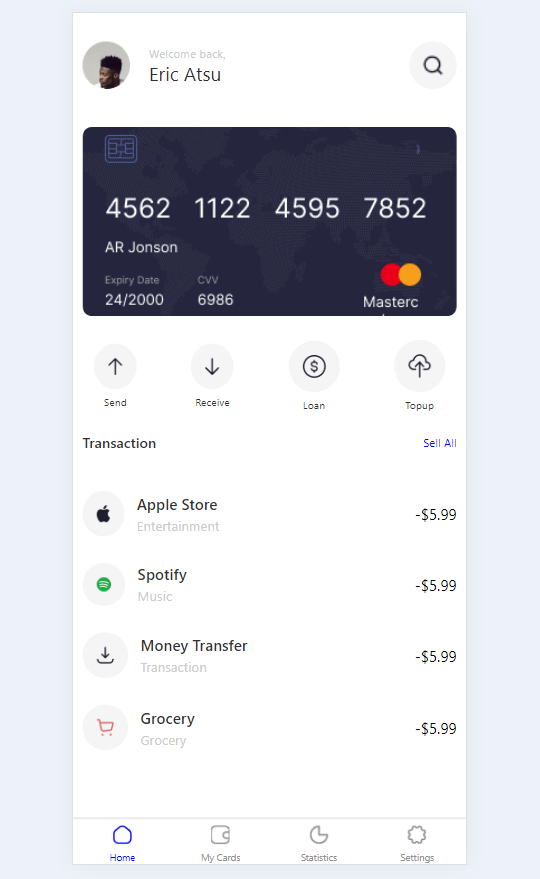 Welcome back,
Eric Atsu
4562 1122 4595 7852
AR Jonson
Expiry Date CVV
24/2000 6986
Masterc
Send Receive Loan Topup
Transaction Sell All
Apple Store
Entertainment
-$5.99
Spotify
Music
-$5.99
Money Transfer
Transaction
-$5.99
Grocery
Grocery
-$5.99
Home My Cards Statistics Settings